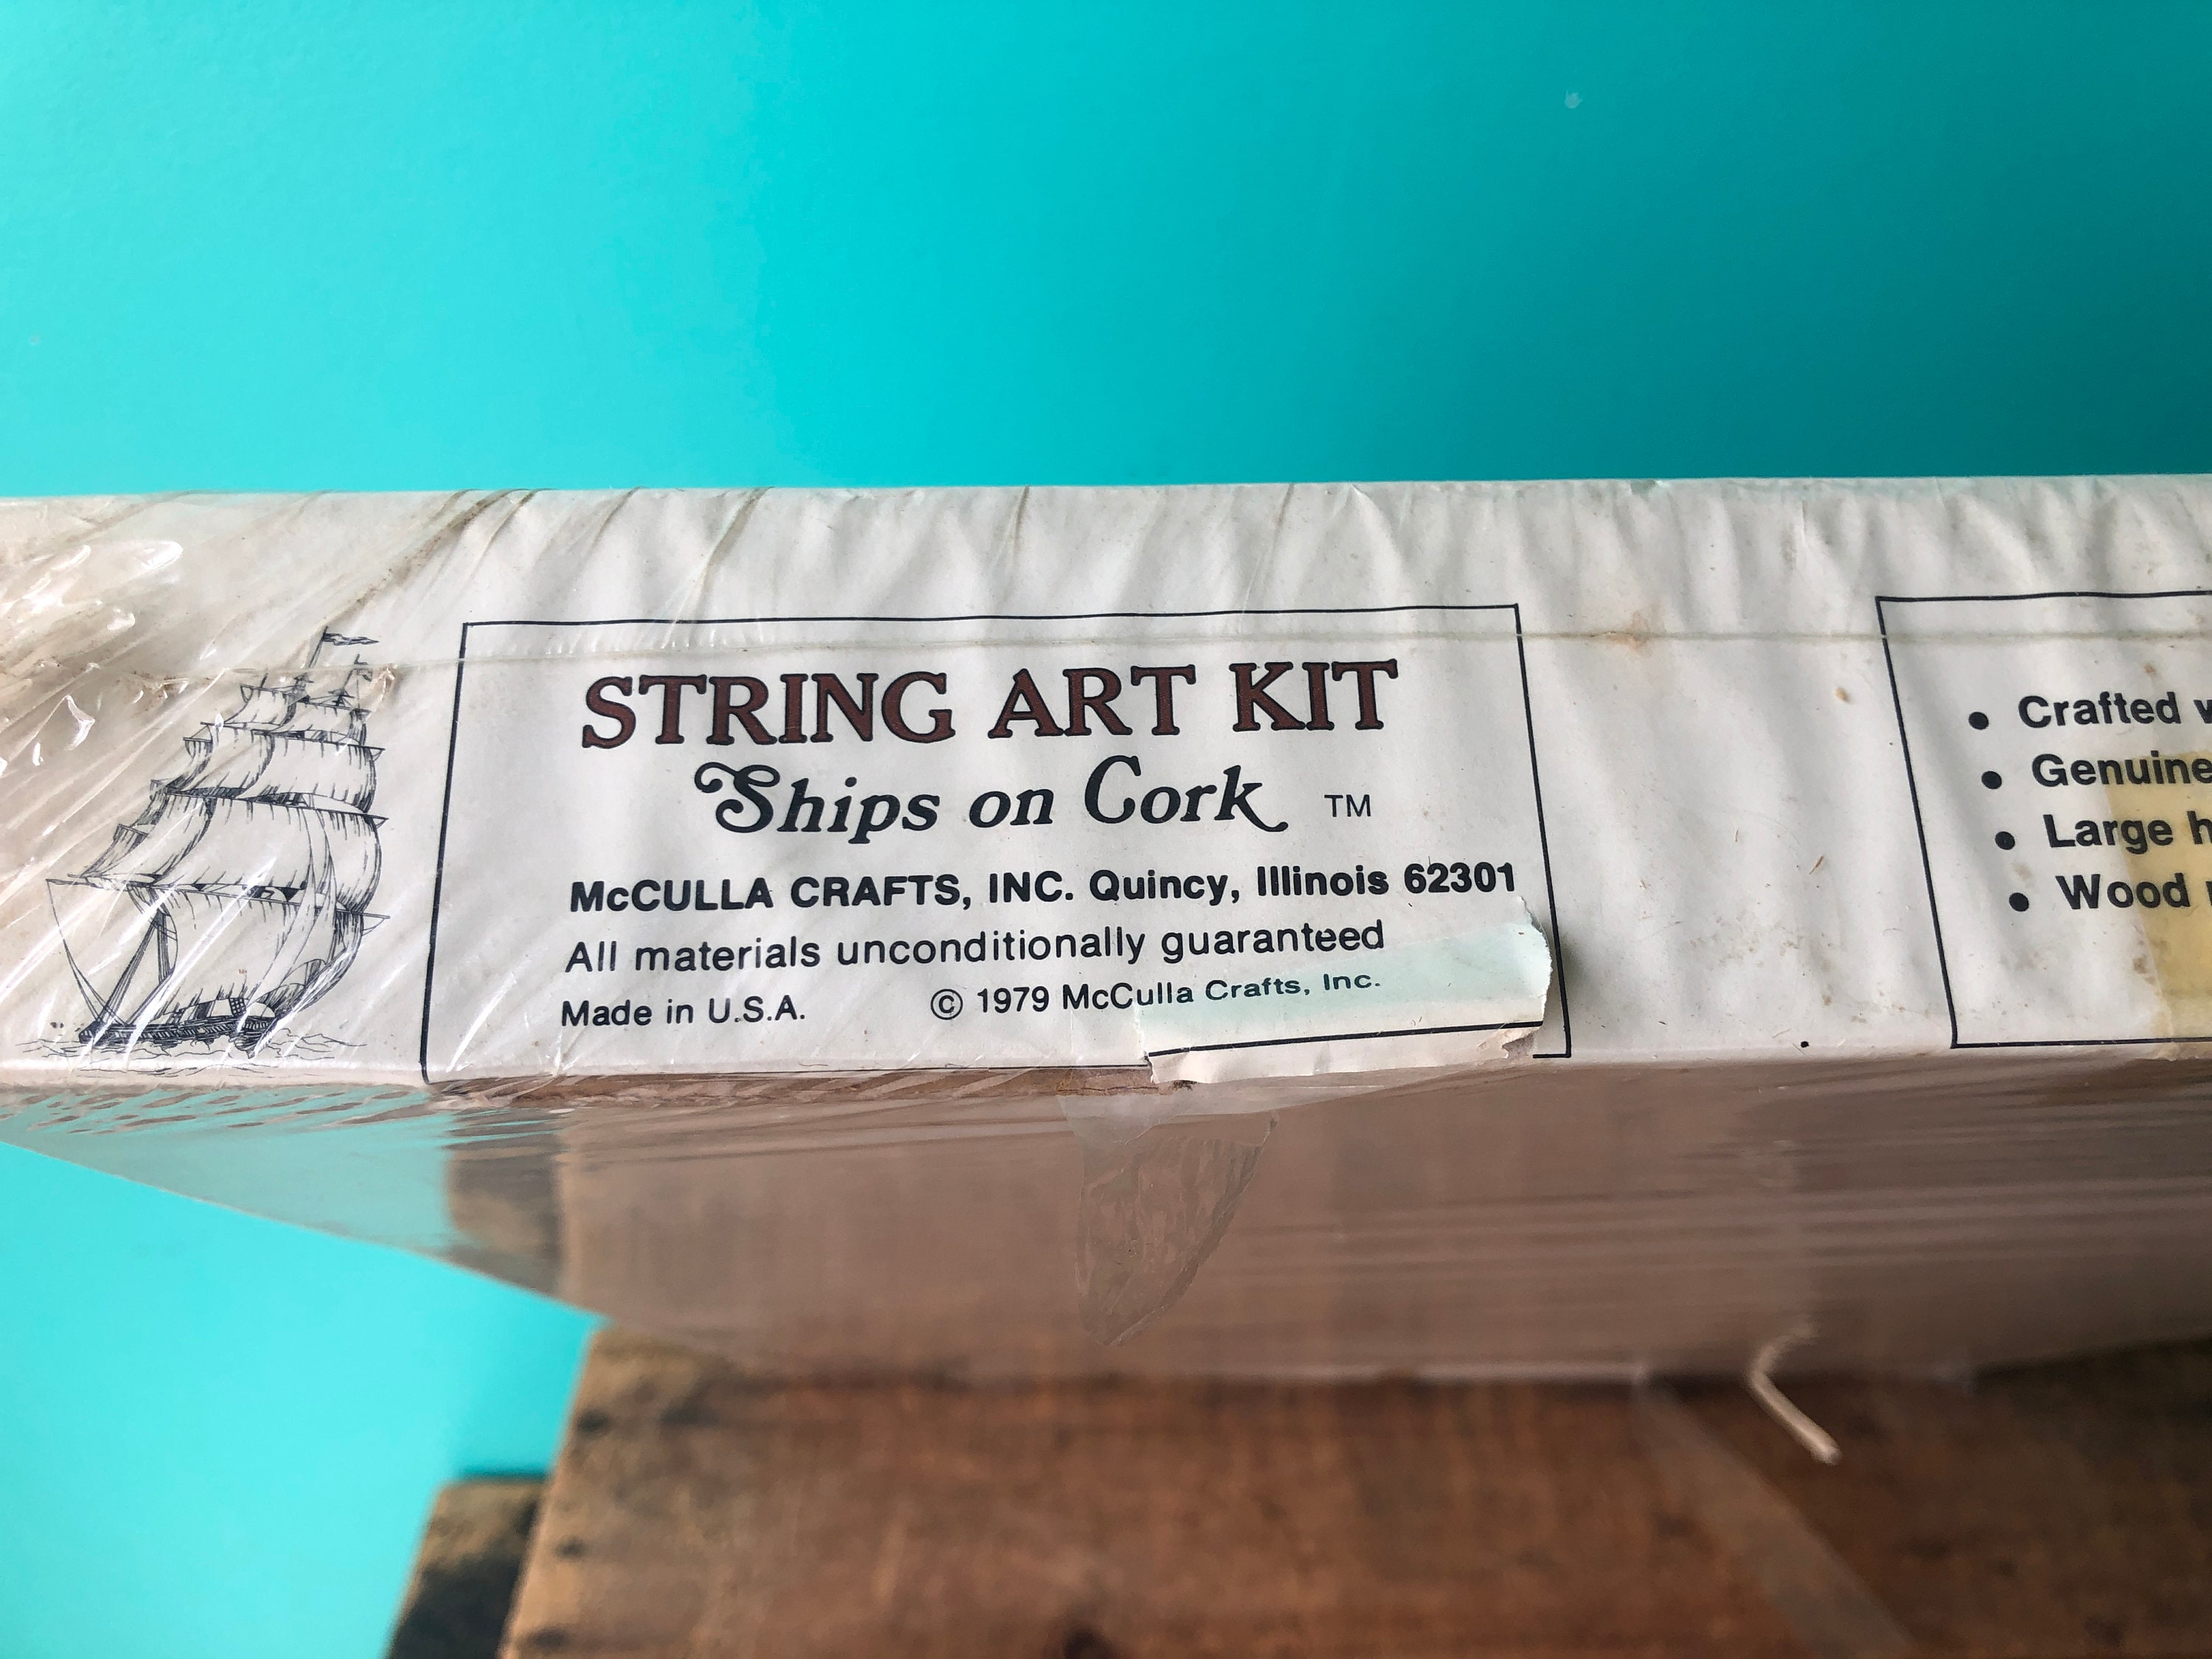 STRING ART KIT
Ships on Cork TM
McCULLA CRAFTS, INC. Quincy, Illinois 62301
All materials unconditionally guaranteed
Made in U.S.A. © 1979 McCulla Crafts, Inc.
• Crafted
• Genuine
• Large
• Wood